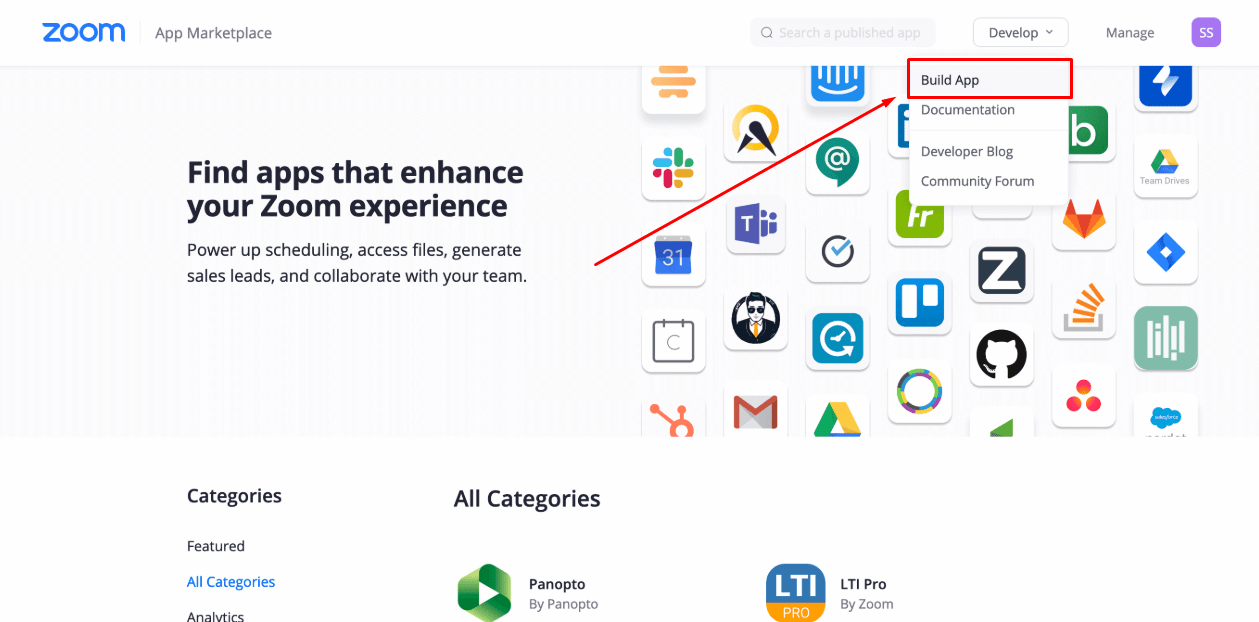 zoom
App Marketplace
Search a published app
Develop
Manage
SS
Build App
Documentation
Developer Blog
Community Forum
Find apps that enhance
your Zoom experience
Power up scheduling, access files, generate
sales leads, and collaborate with your team.
@
b
Team Drives
T
Fr
31
Z
C
salesforce
Categories
Featured
All Categories
Analytics
All Categories
Panopto
By Panopto
LTI
PRO
LTI Pro
By Zoom